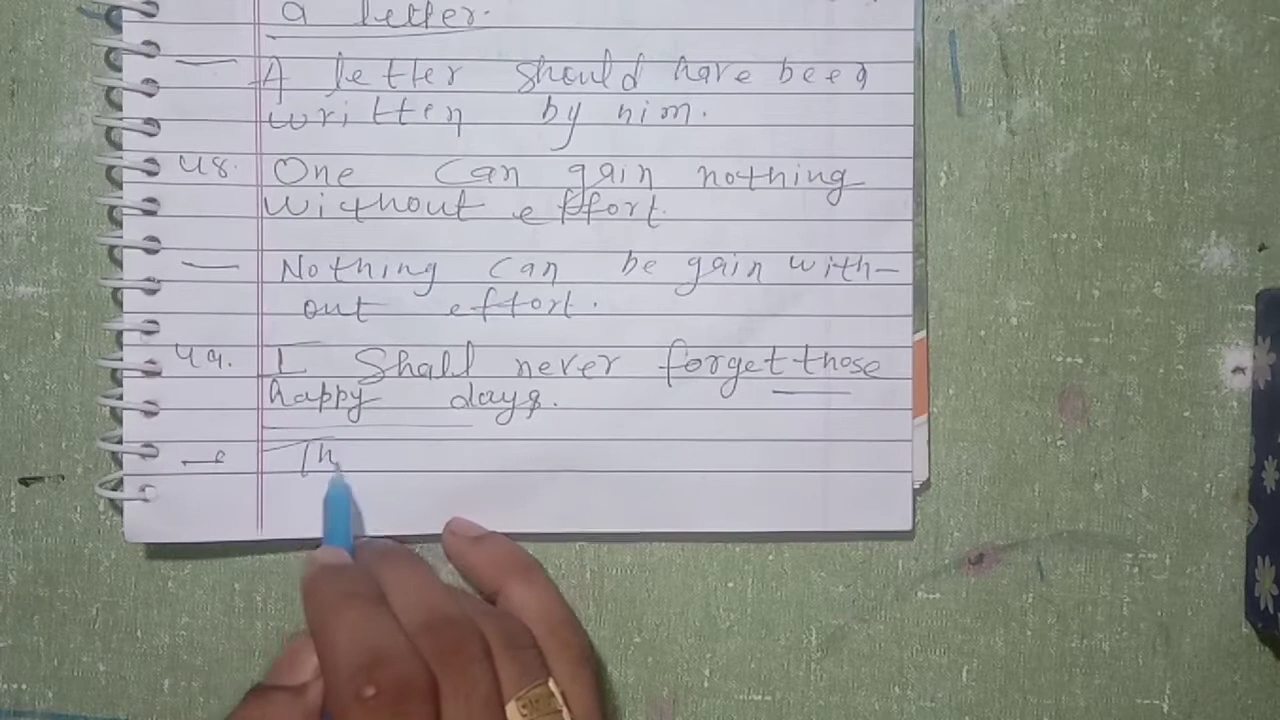 a letter.
— A letter should have been
written by him.
48. One can gain nothing
without effort.
— Nothing can be gain with-
out effort.
49. I shall never forget those
happy days.
→ Th